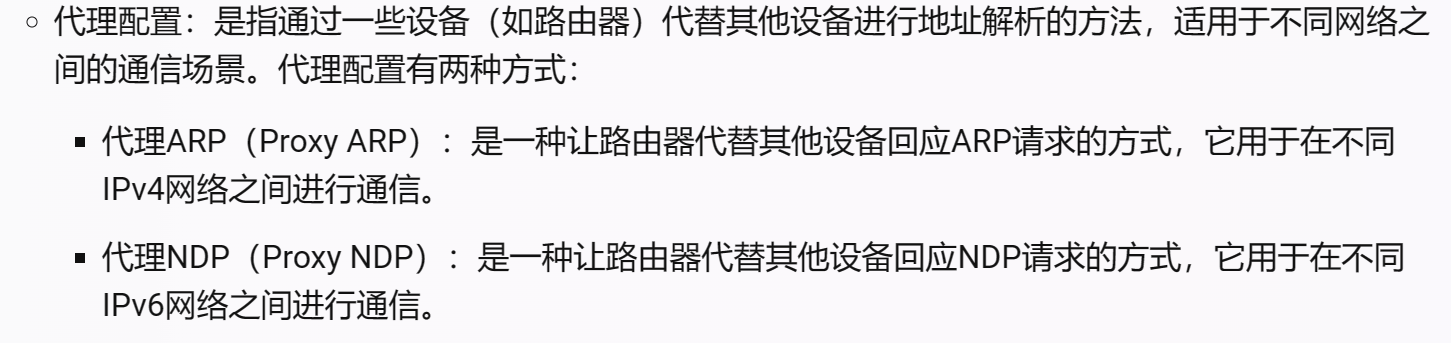 代理配置：是指通过一些设备（如路由器）代替其他设备进行地址解析的方法，适用于不同网络之
间的通信场景。代理配置有两种方式：
代理ARP（Proxy ARP）：是一种让路由器代替其他设备回应ARP请求的方式，它用于在不同
IPv4网络之间进行通信。
代理NDP（Proxy NDP）：是一种让路由器代替其他设备回应NDP请求的方式，它用于在不同
IPv6网络之间进行通信。